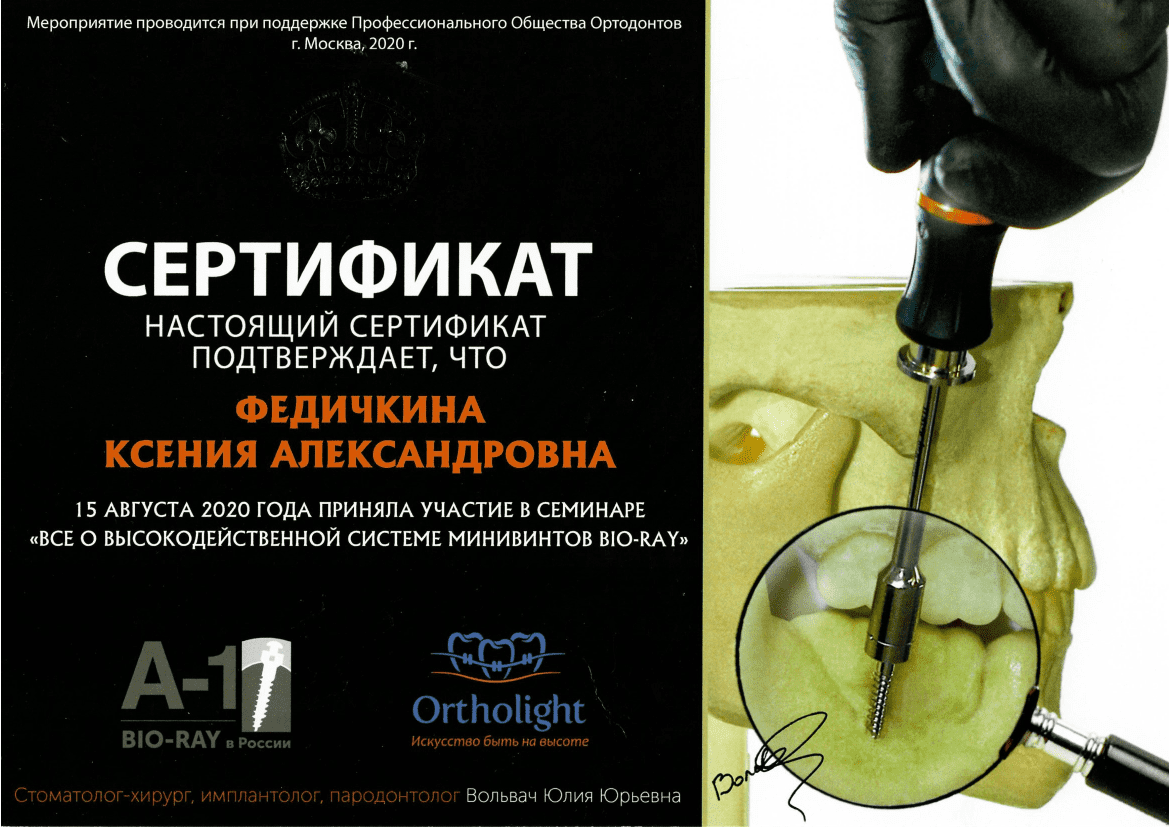 Мероприятие проводится при поддержке Профессионального Общества Ортодонтов
г. Москва, 2020 г.
СЕРТИФИКАТ
НАСТОЯЩИЙ СЕРТИФИКАТ
ПОДТВЕРЖДАЕТ, ЧТО
ФЕДИЧКИНА
КСЕНИЯ АЛЕКСАНДРОВНА
15 АВГУСТА 2020 ГОДА ПРИНЯЛА УЧАСТИЕ В СЕМИНАРЕ
«ВСЕ О ВЫСОКОДЕЙСТВЕННОЙ СИСТЕМЕ МИНИВИНТОВ BIO-RAY»
A-1
BIO-RAY в России
Ortholight
Искусство быть на высоте
Стоматолог-хирург, имплантолог, пародонтолог Вольвач Юлия Юрьевна